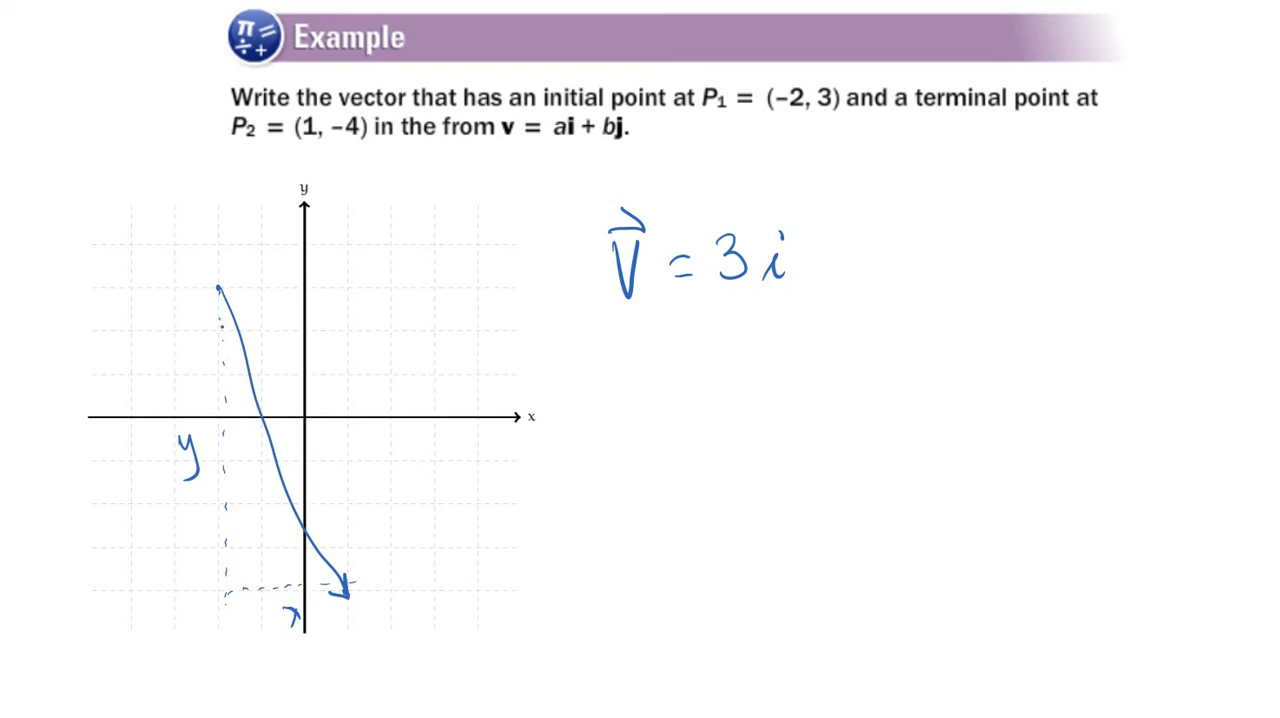 π = ÷ +
Example
Write the vector that has an initial point at P₁ = (–2, 3) and a terminal point at
P₂ = (1, –4) in the from v = ai + bj.
y
V⃗ = 3 i
x
y
x